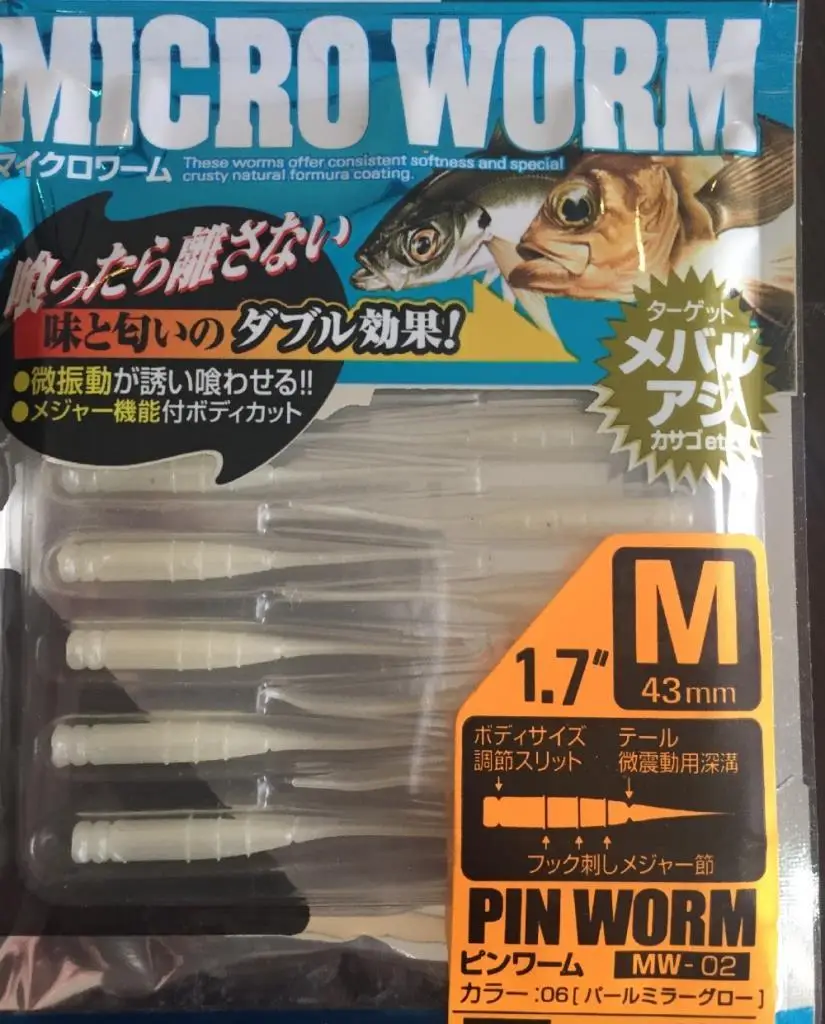 MICRO WORM
マイクロワーム
These worms offer consistent softness and special
crusty natural formura coating.
喰ったら離さない
味と匂いの ダブル効果!
●微振動が誘い喰わせる!!
●メジャー機能付ボディカット
ターゲット
メバル
アジ
カサゴ etc
M
1.7"
43mm
ボディサイズ
調節スリット
テール
微震動用深溝
フック刺しメジャー節
PIN WORM
ピンワーム MW-02
カラー:06[パールミラーグロー]